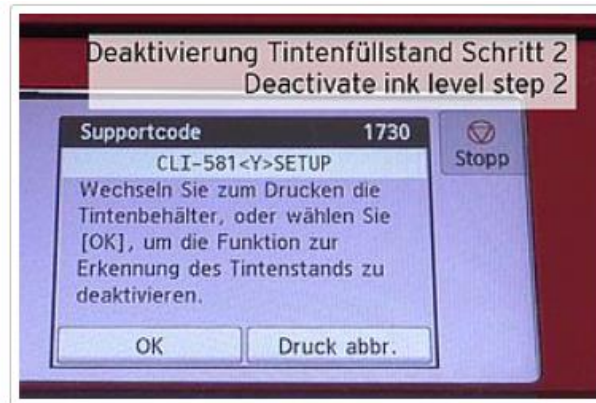 Deaktivierung Tintenfüllstand Schritt 2
Deactivate ink level step 2
Supportcode 1730
CLI-581<Y>SETUP
Wechseln Sie zum Drucken die
Tintenbehälter, oder wählen Sie
[OK], um die Funktion zur
Erkennung des Tintenstands zu
deaktivieren.
OK
Druck abbr.
Stopp